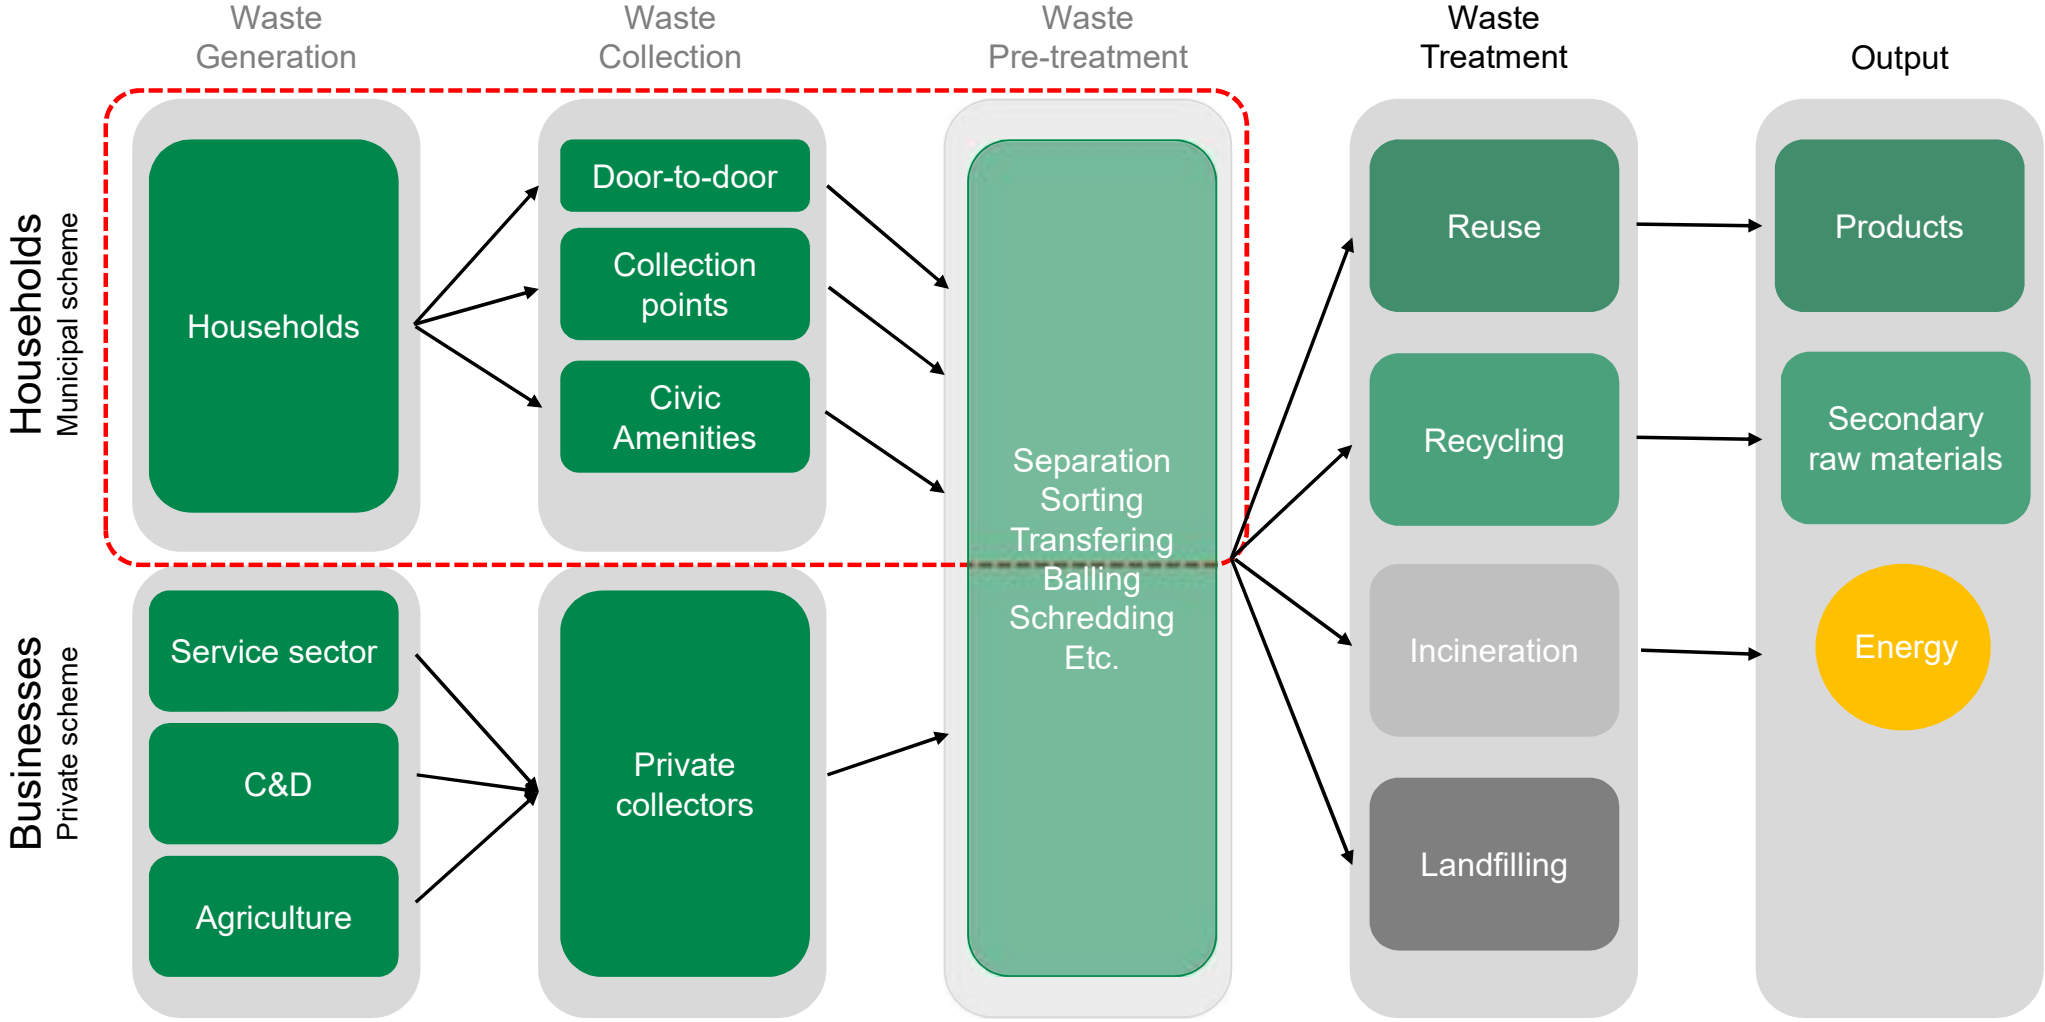 Waste
Generation
Waste
Collection
Waste
Pre-treatment
Waste
Treatment
Output
Households
Municipal scheme
Households
Door-to-door
Collection
points
Civic
Amenities
Businesses
Private scheme
Service sector
C&D
Agriculture
Private
collectors
Separation
Sorting
Transfering
Balling
Schredding
Etc.
Reuse
Recycling
Incineration
Landfilling
Products
Secondary
raw materials
Energy